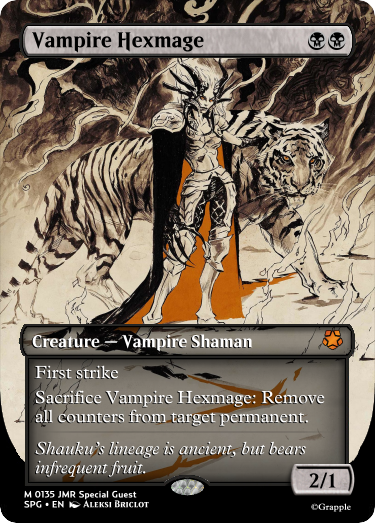 Vampire Hexmage
Creature — Vampire Shaman
First strike
Sacrifice Vampire Hexmage: Remove
all counters from target permanent.
Shauku's lineage is ancient, but bears
infrequent fruit.
2/1
M 0135 JMR Special Guest
SPG • EN Aleksi Briclot
©Grapple